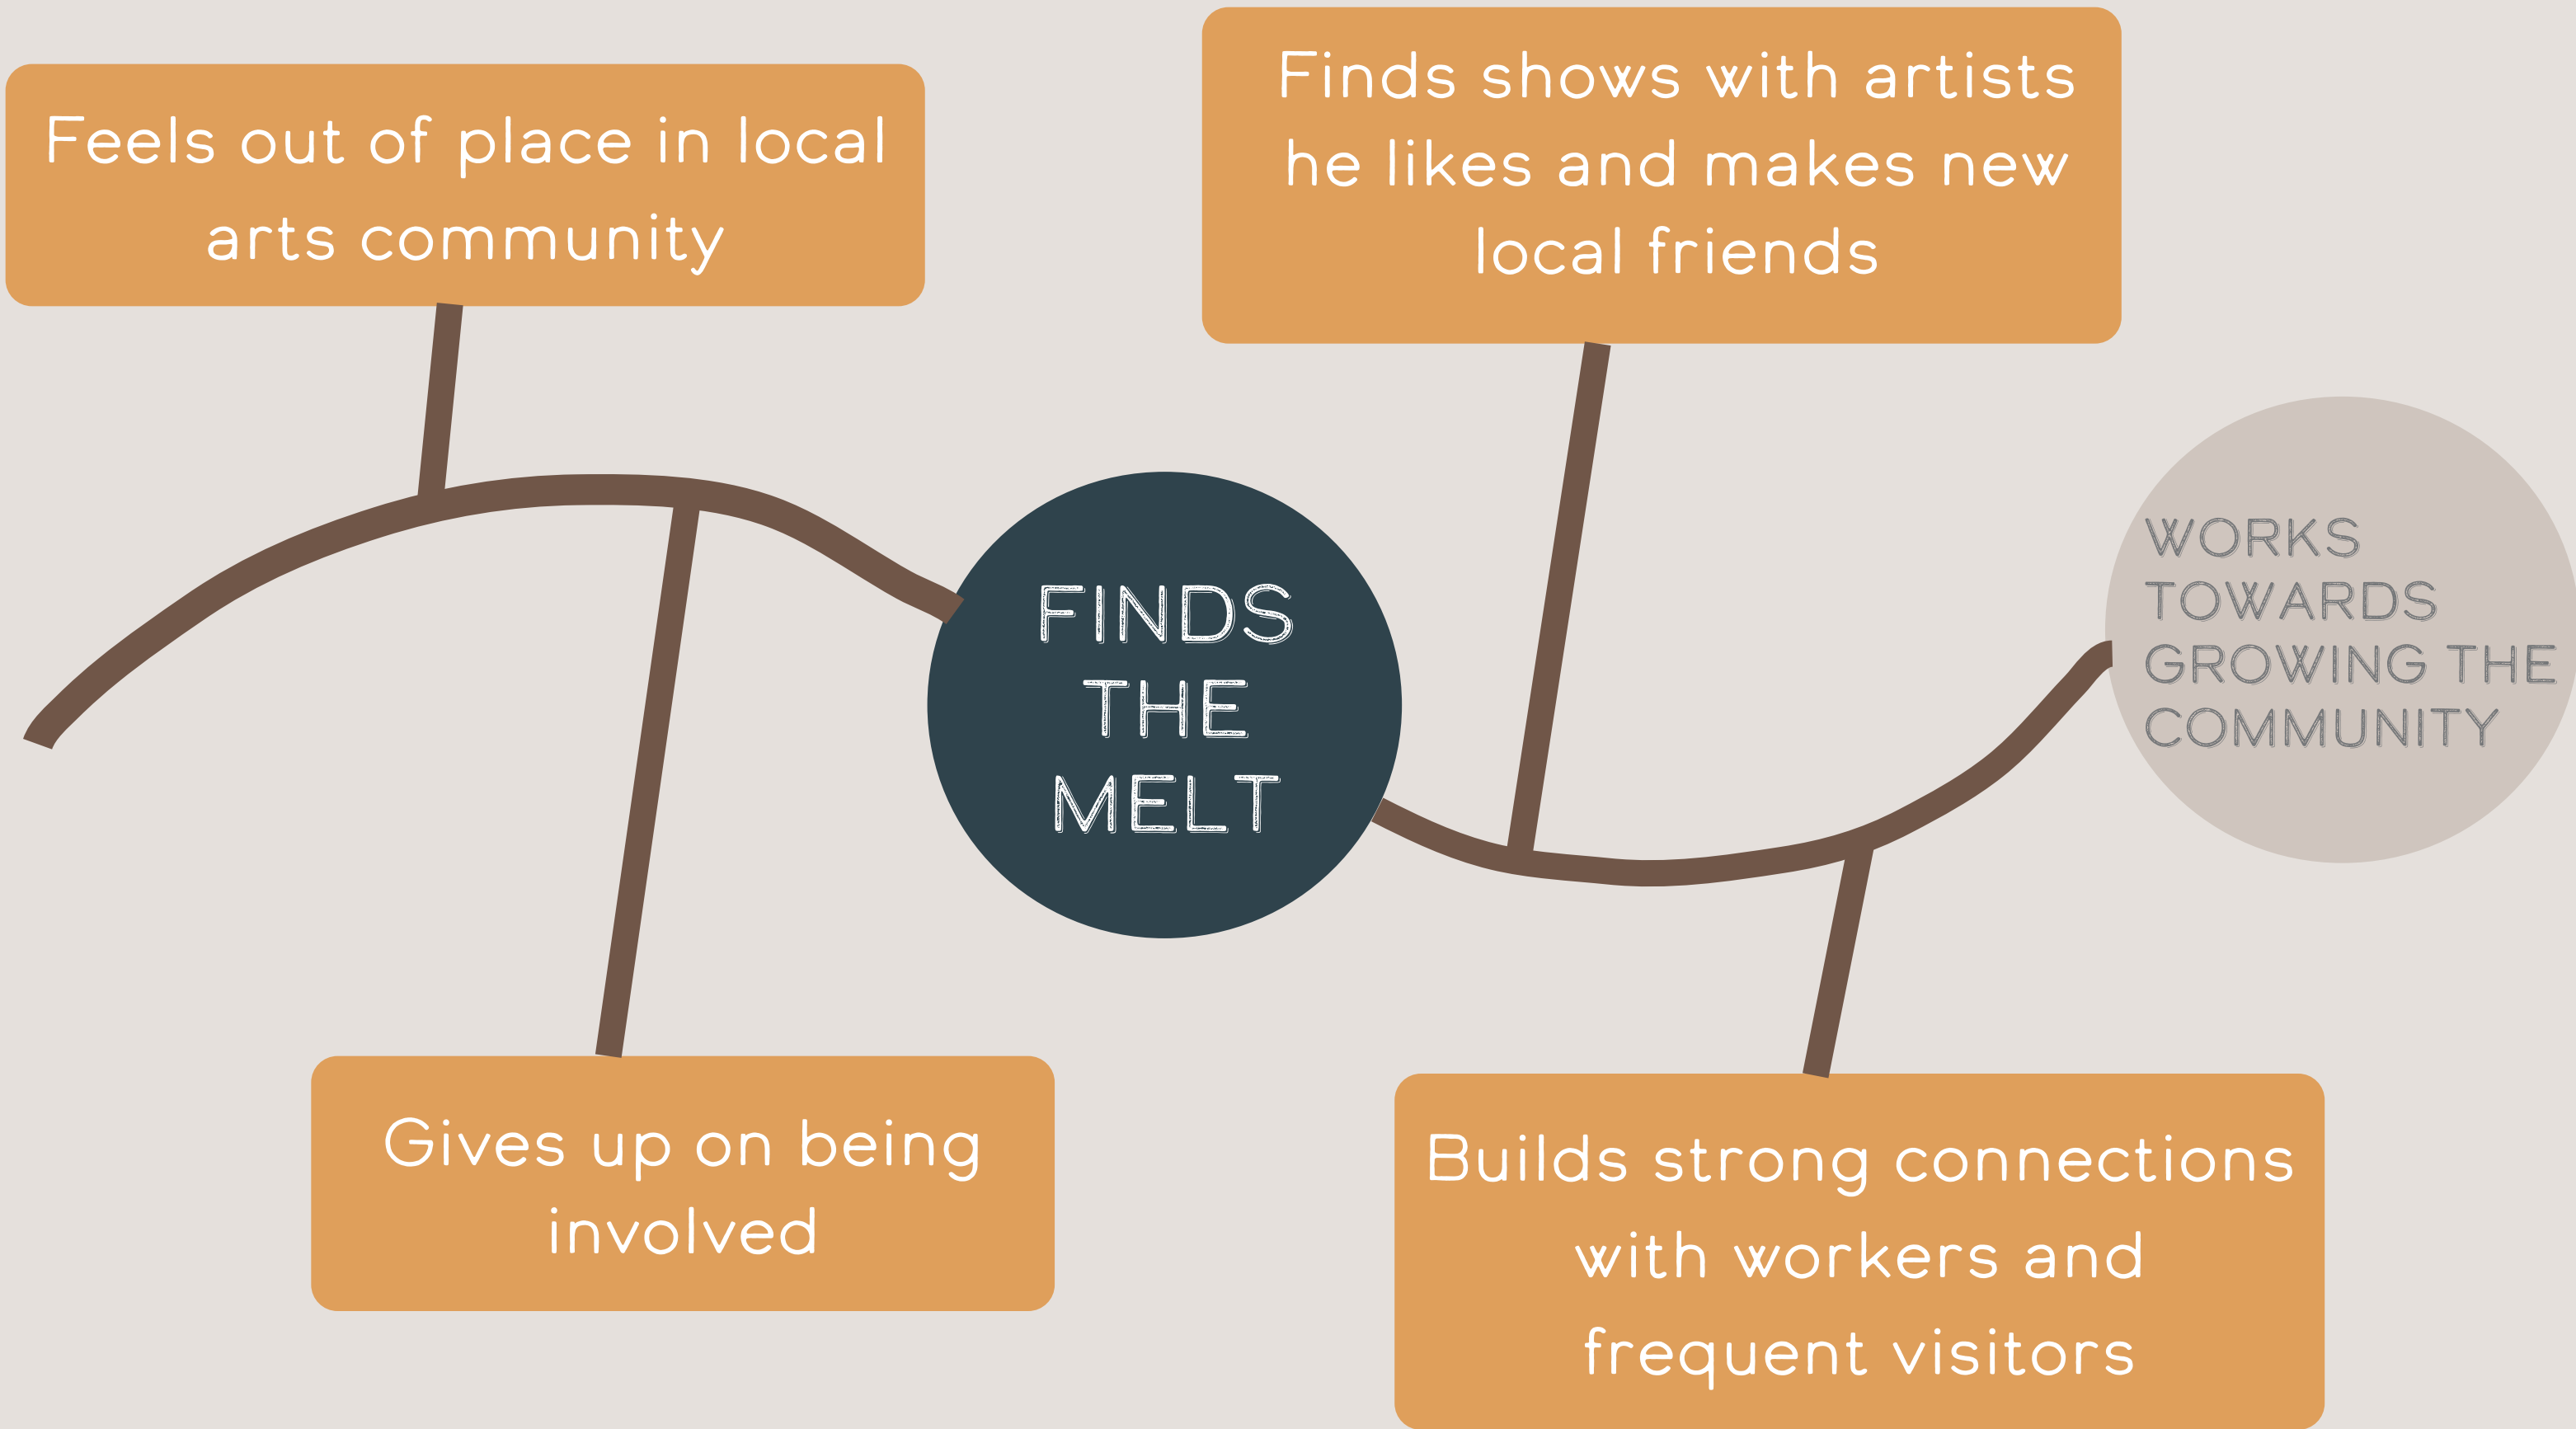 Feels out of place in local
arts community
Gives up on being
involved
FINDS
THE
MELT
Finds shows with artists
he likes and makes new
local friends
Builds strong connections
with workers and
frequent visitors
WORKS
TOWARDS
GROWING THE
COMMUNITY